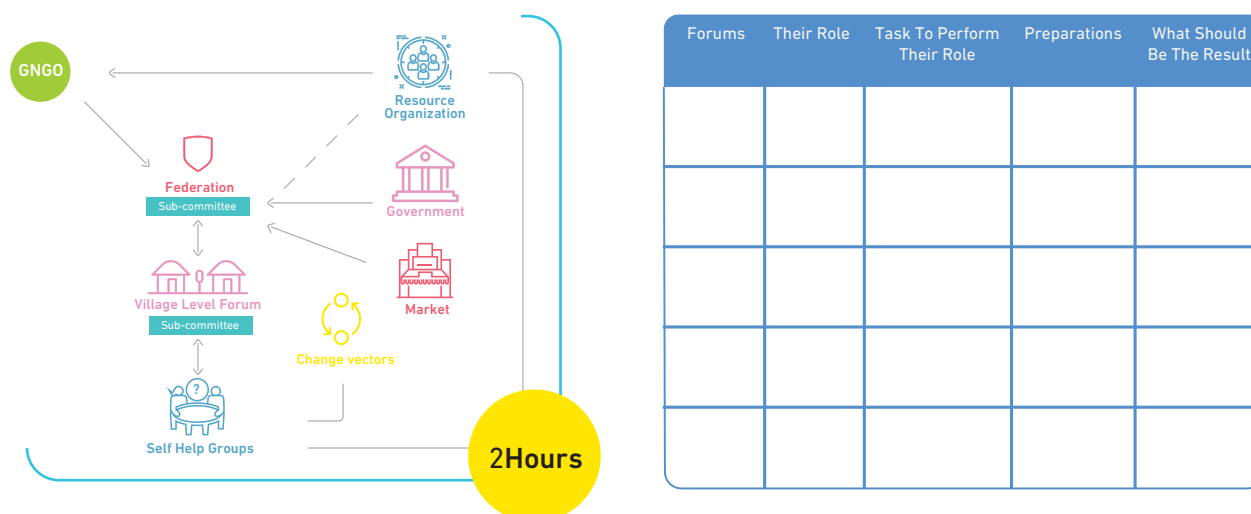 GNGO
Resource
Organization
Federation
Sub-committee
Government
Village Level Forum
Sub-committee
Market
Change vectors
?
Self Help Groups
2Hours
Forums
Their Role
Task To Perform
Their Role
Preparations
What Should
Be The Result